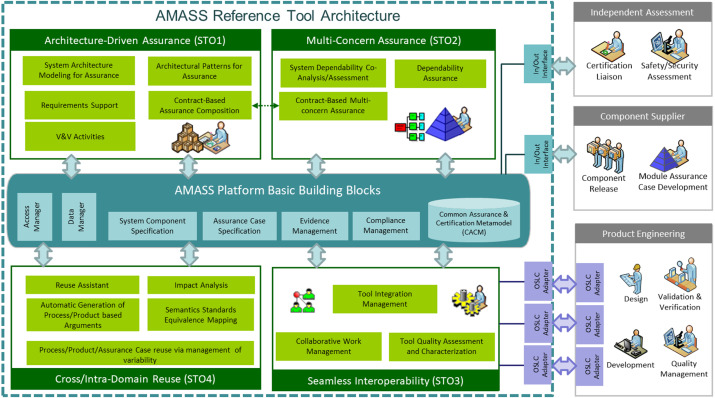 AMASS Reference Tool Architecture
Architecture-Driven Assurance (STO1)
System Architecture
Modeling for Assurance
Architectural Patterns for
Assurance
Requirements Support
Contract-Based
Assurance Composition
V&V Activities
Multi-Concern Assurance (STO2)
System Dependability Co-
Analysis/Assessment
Dependability
Assurance
Contract-Based Multi-
concern Assurance
In/Out
Interface
In/Out
Interface
Independent Assessment
Certification
Liaison
Safety/Security
Assessment
Component Supplier
Component
Release
Module Assurance
Case Development
AMASS Platform Basic Building Blocks
Access
Manager
Data
Manager
System Component
Specification
Assurance Case
Specification
Evidence
Management
Compliance
Management
Common Assurance &
Certification Metamodel
(CACM)
Reuse Assistant
Impact Analysis
Automatic Generation of
Process/Product based
Arguments
Semantics Standards
Equivalence Mapping
Process/Product/Assurance Case reuse via management of
variability
Cross/Intra-Domain Reuse (STO4)
Tool Integration
Management
Collaborative Work
Management
Tool Quality Assessment
and Characterization
Seamless Interoperability (STO3)
OSLC
Adapter
OSLC
Adapter
OSLC
Adapter
OSLC
Adapter
OSLC
Adapter
OSLC
Adapter
Product Engineering
Design
Validation &
Verification
Development
Quality
Management